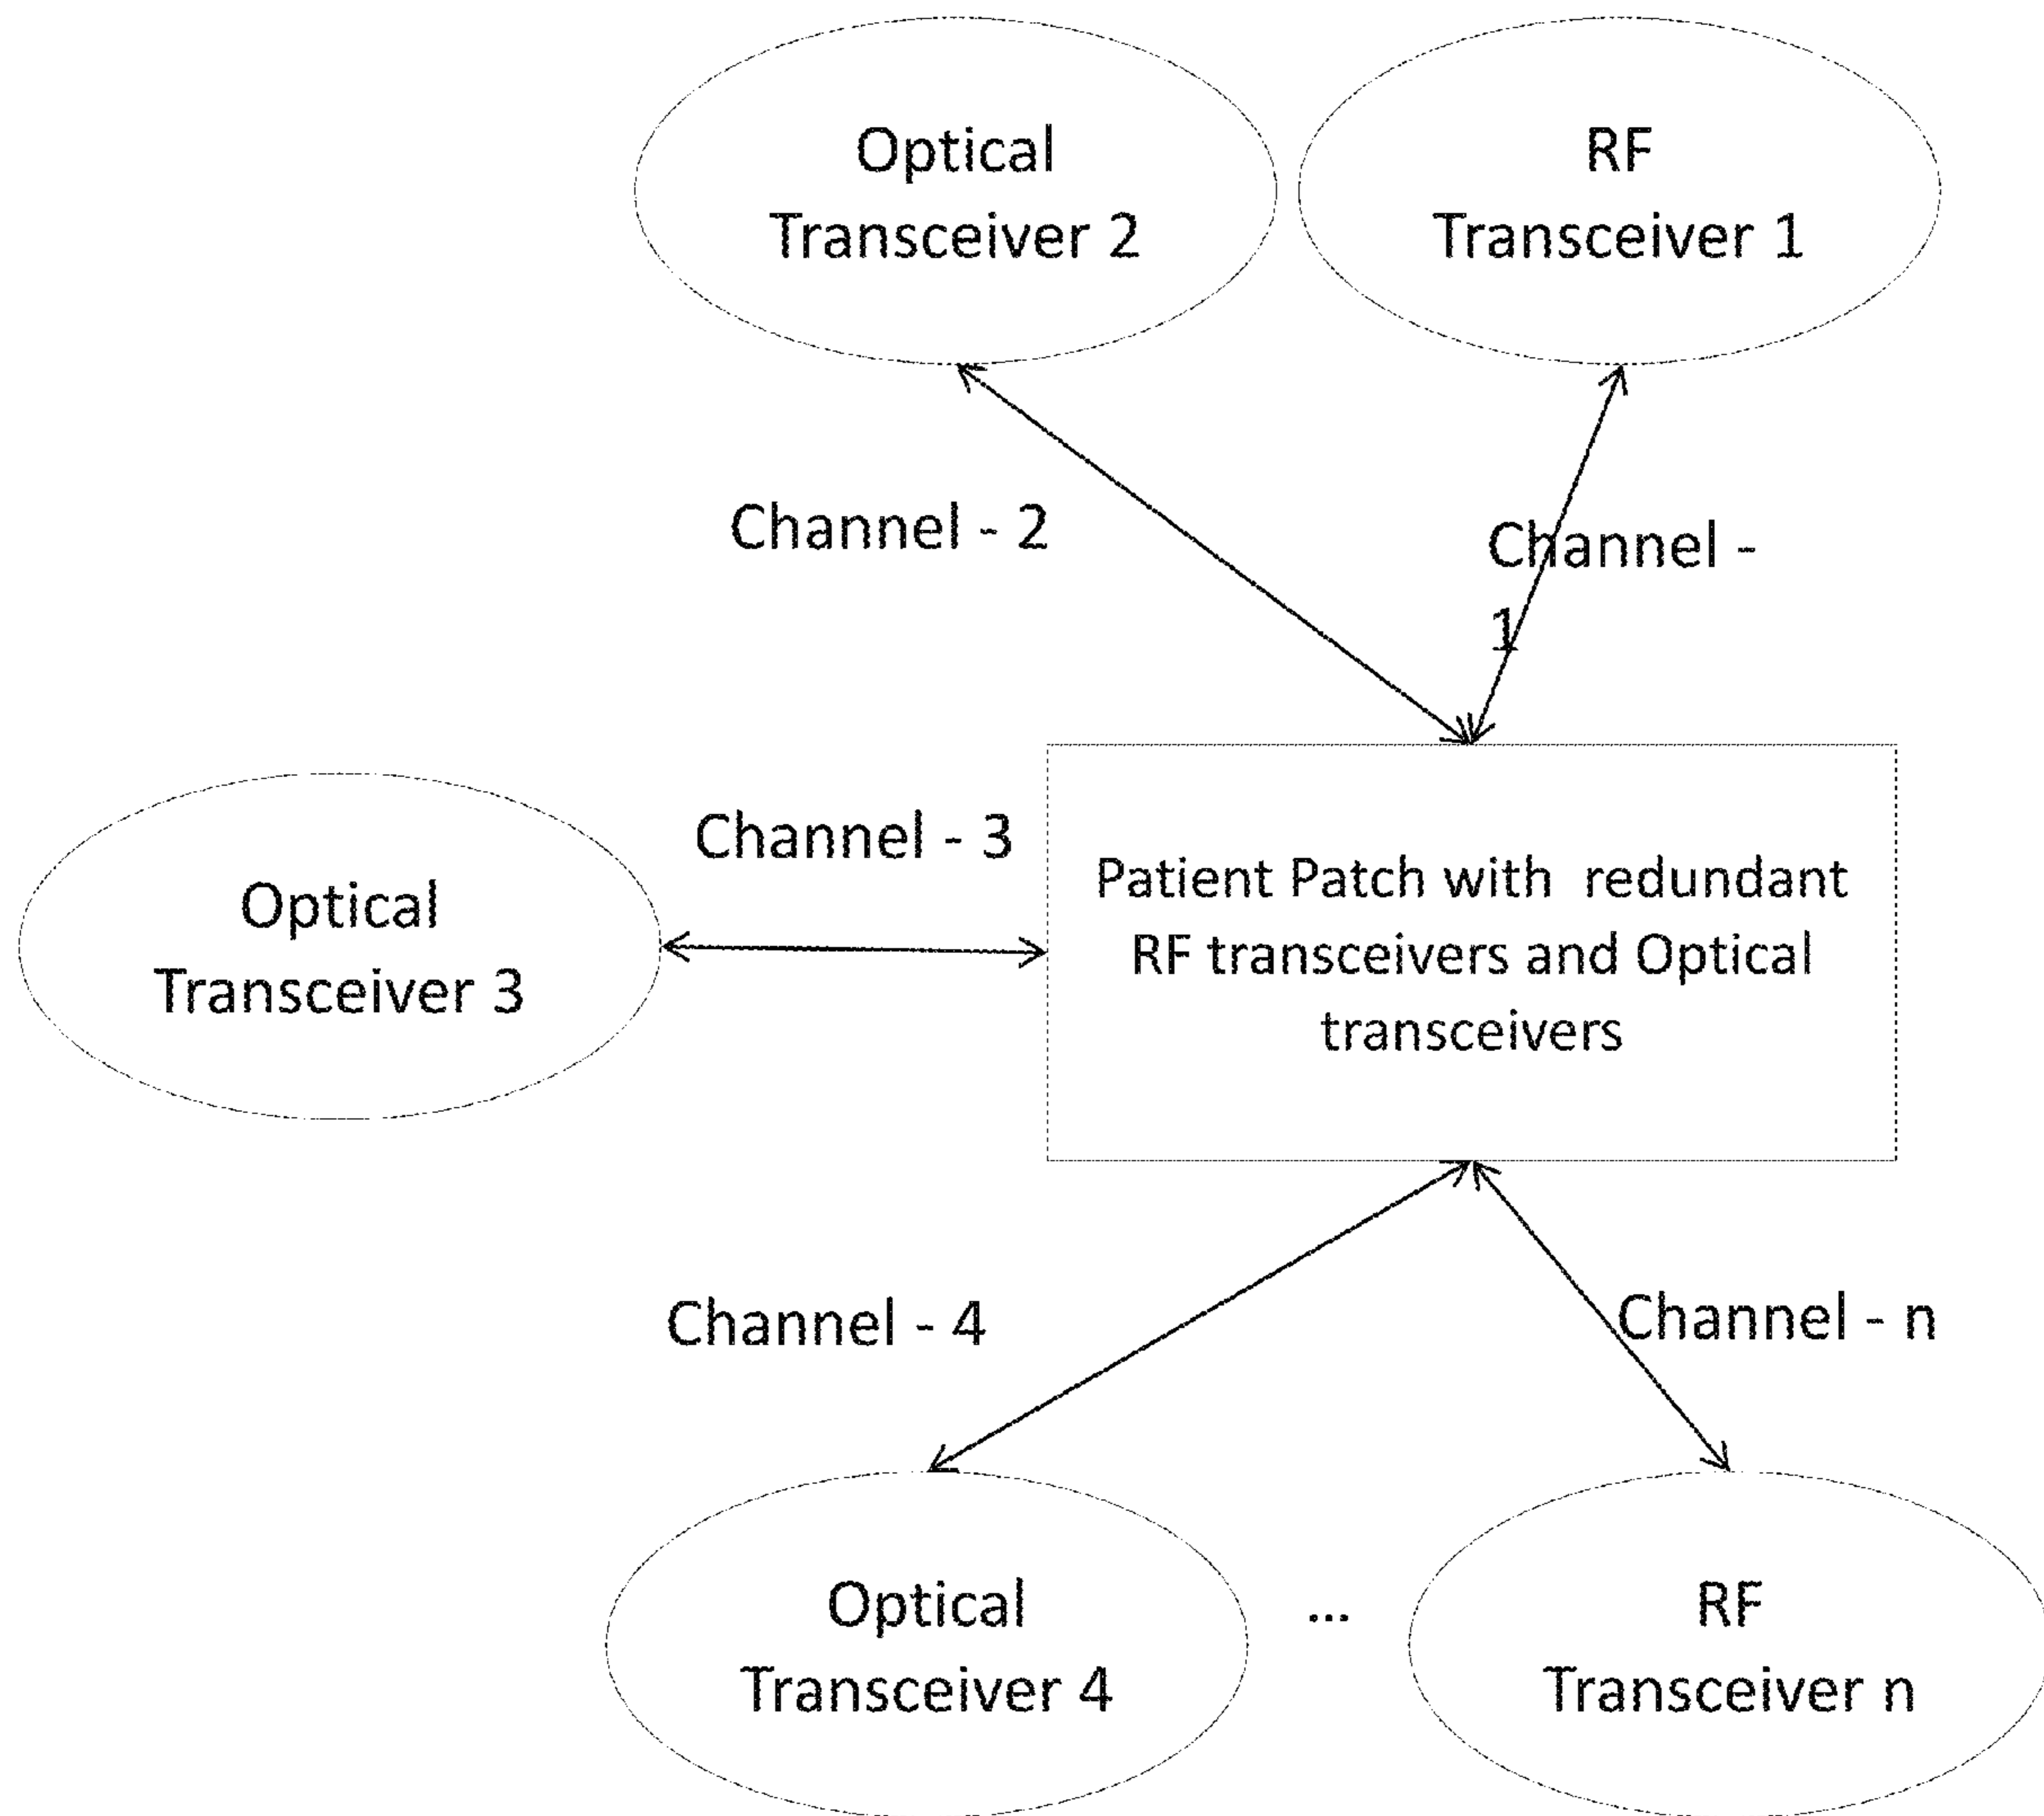 Optical
Transceiver 2
RF
Transceiver 1
Channel - 2
Channel -
1
Channel - 3
Optical
Transceiver 3
Patient Patch with redundant
RF transceivers and Optical
transceivers
Channel - 4
Channel - n
Optical
Transceiver 4
...
RF
Transceiver n